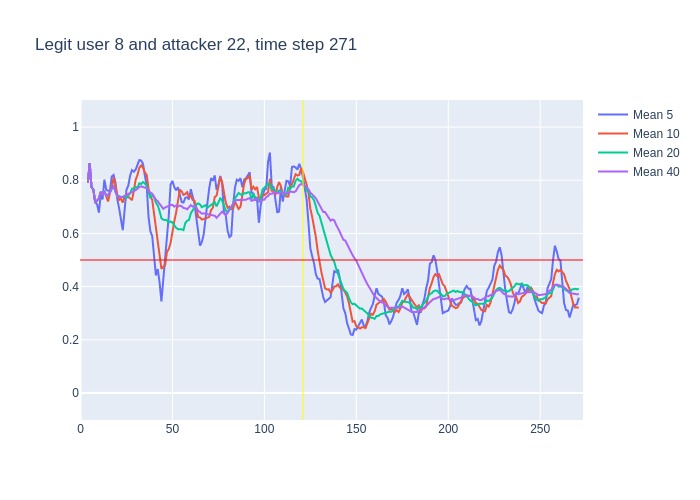 Legit user 8 and attacker 22, time step 271
Mean 5
Mean 10
Mean 20
Mean 40
1
0.8
0.6
0.4
0.2
0
0 50 100 150 200 250